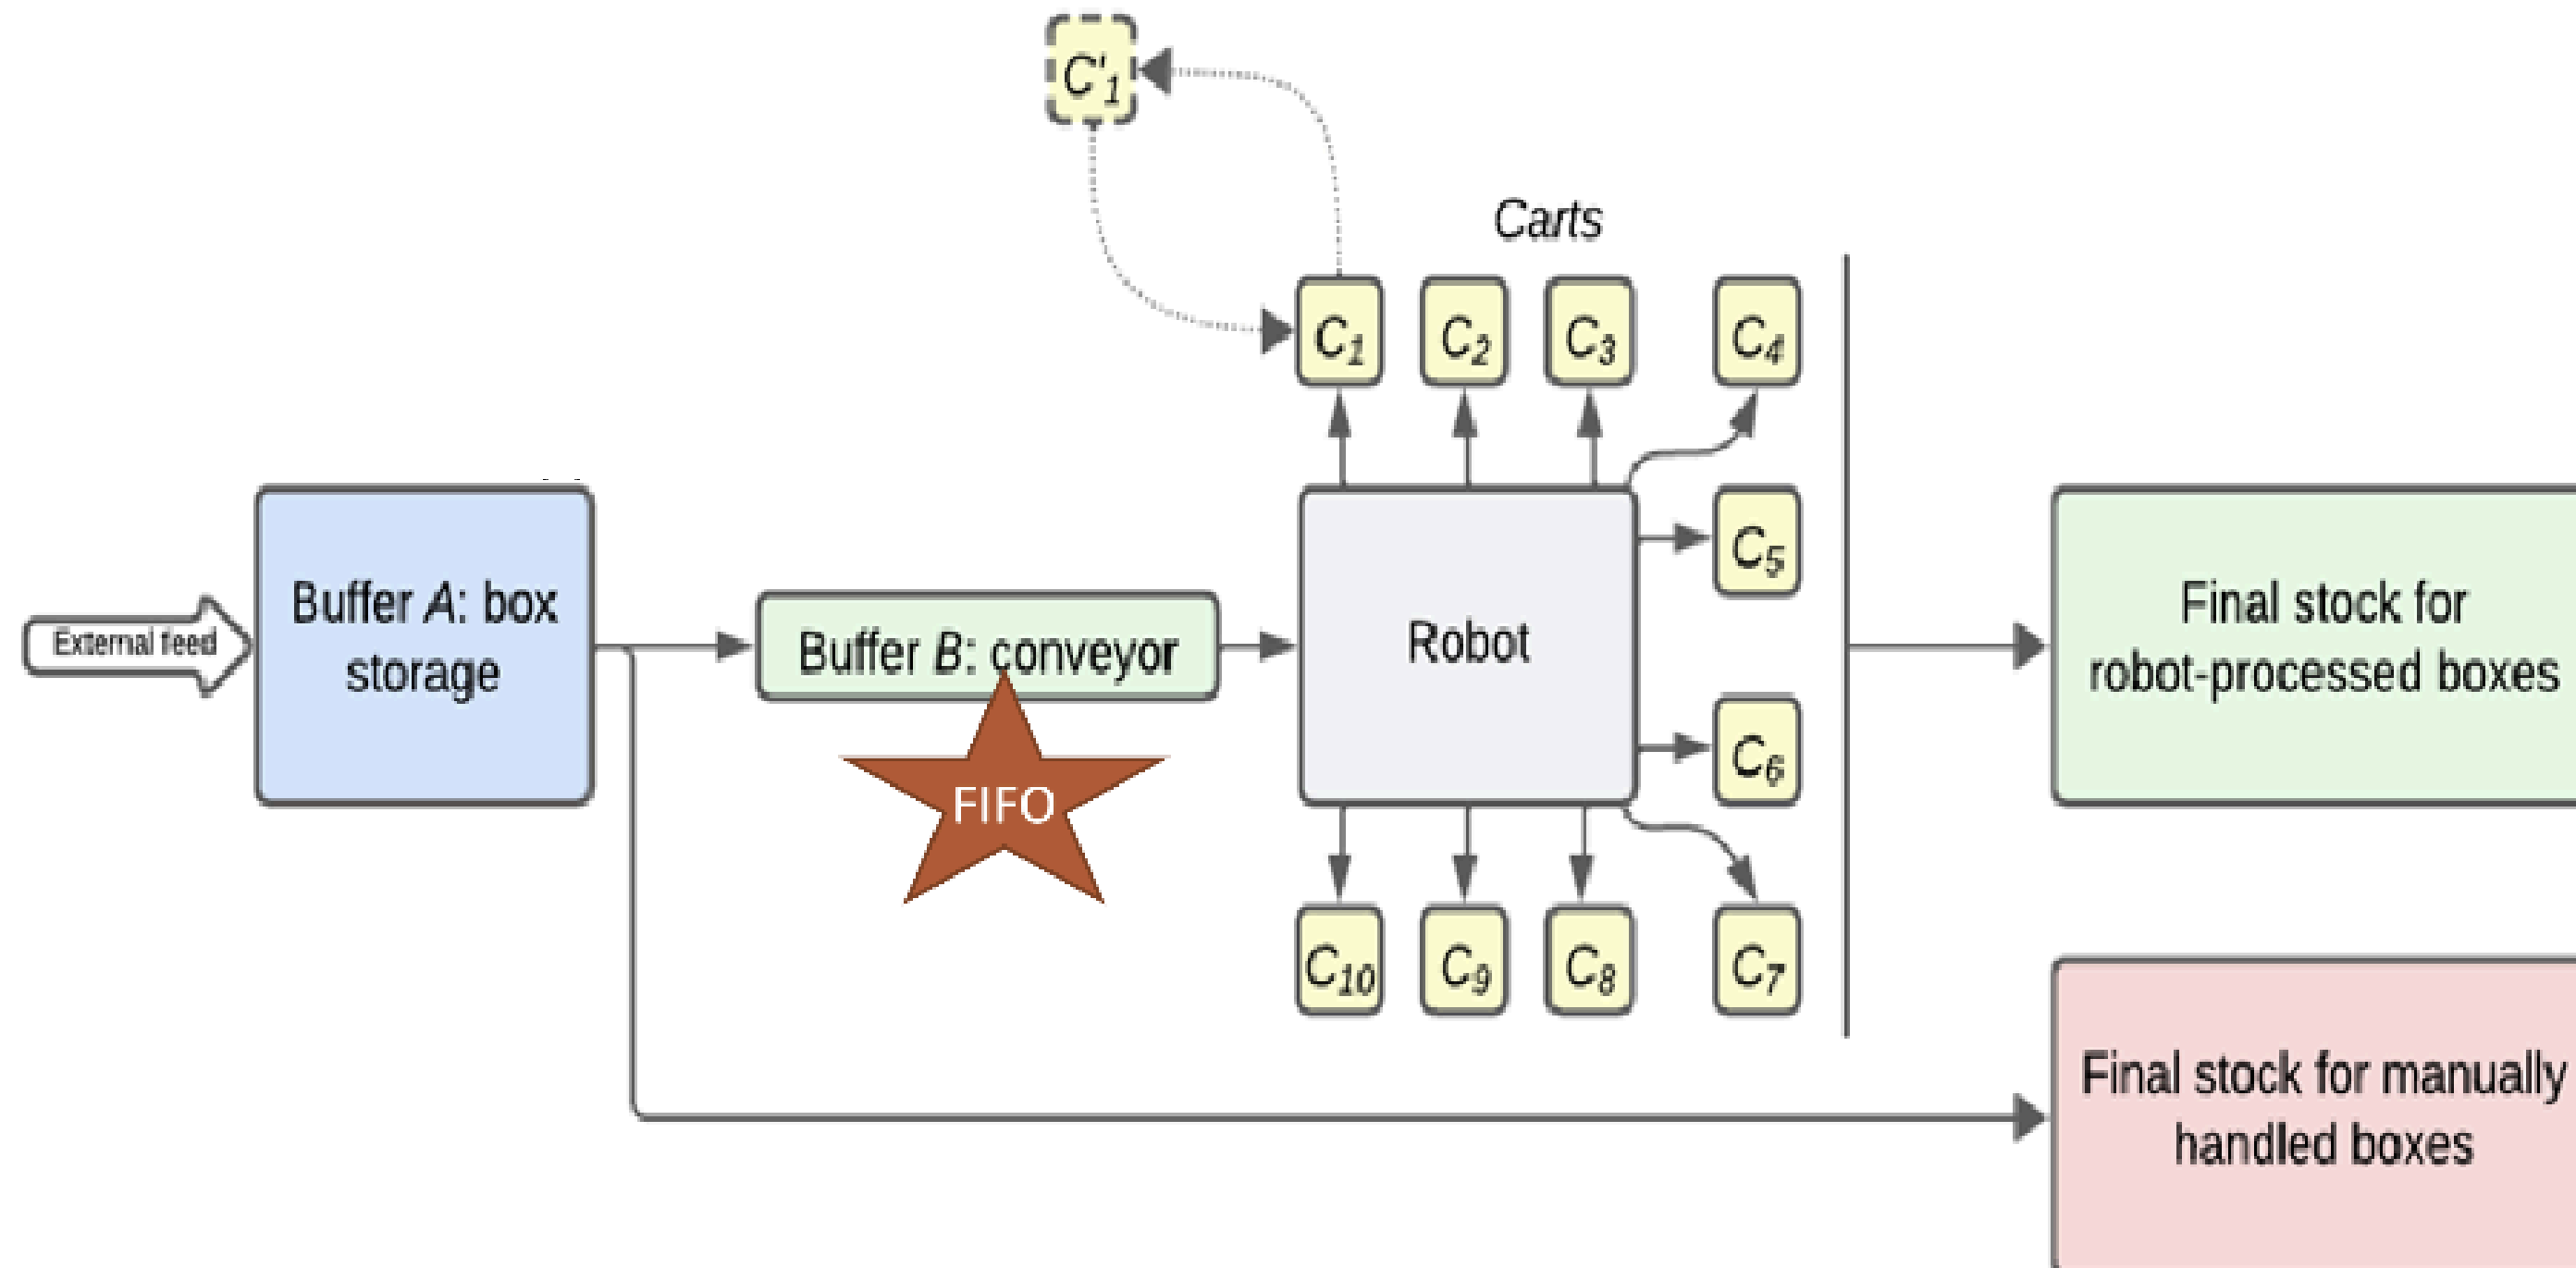 C'1
Carts
C1 C2 C3 C4
External feed
Buffer A: box
storage
Buffer B: conveyor
Robot
C5
Final stock for
robot-processed boxes
FIFO
C6
C10 C9 C8 C7
Final stock for manually
handled boxes